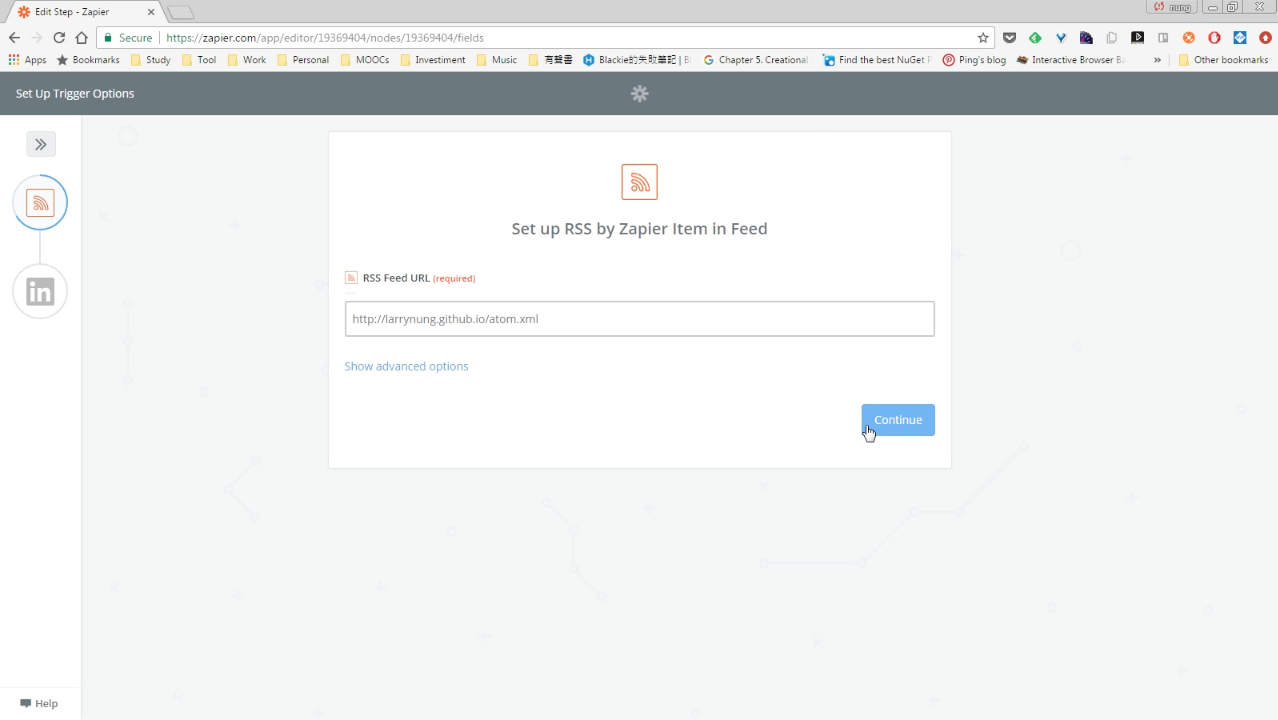 Edit Step - Zapier
nung
Secure https://zapier.com/app/editor/19369404/nodes/19369404/fields
Apps Bookmarks Study Tool Work Personal MOOCs Investiment Music 有聲書 Blackie的失敗筆記 | Chapter 5. Creational Find the best NuGet Ping's blog Interactive Browser » Other bookmarks
Set Up Trigger Options
Set up RSS by Zapier Item in Feed
RSS Feed URL (required)
http://larrynung.github.io/atom.xml
Show advanced options
Continue
in
Help